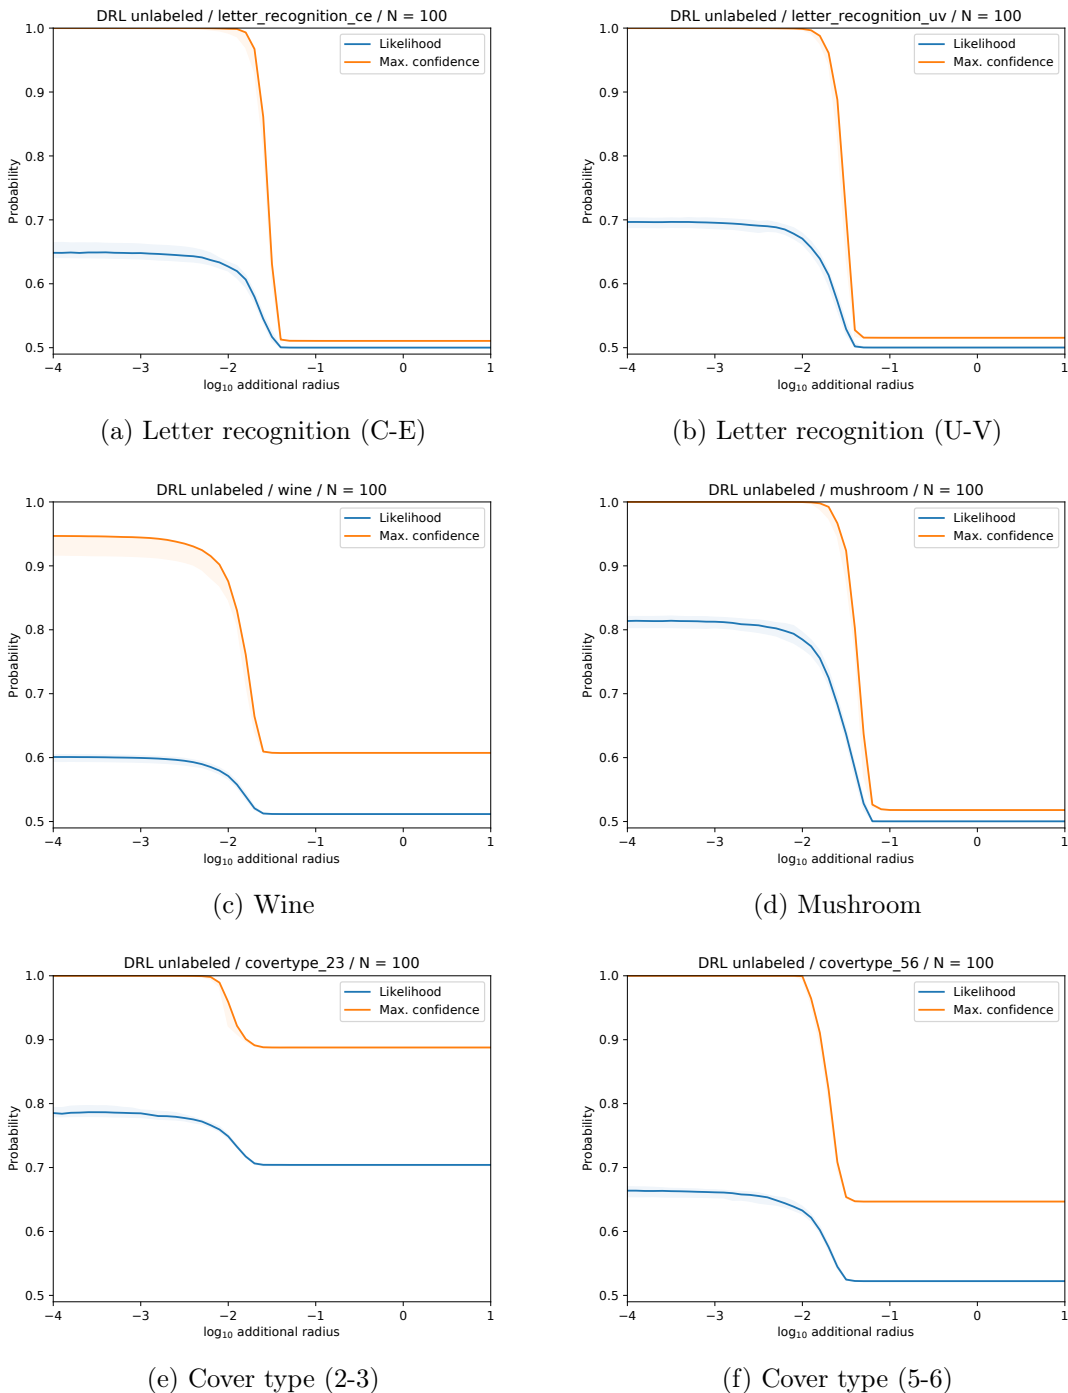 DRL unlabeled / letter_recognition_ce / N = 100
Likelihood
Max. confidence
Probability
1.0
0.9
0.8
0.7
0.6
0.5
−4 −3 −2 −1 0 1
log10 additional radius
(a) Letter recognition (C-E)
DRL unlabeled / letter_recognition_uv / N = 100
Likelihood
Max. confidence
Probability
1.0
0.9
0.8
0.7
0.6
0.5
−4 −3 −2 −1 0 1
log10 additional radius
(b) Letter recognition (U-V)
DRL unlabeled / wine / N = 100
Likelihood
Max. confidence
Probability
1.0
0.9
0.8
0.7
0.6
0.5
−4 −3 −2 −1 0 1
log10 additional radius
(c) Wine
DRL unlabeled / mushroom / N = 100
Likelihood
Max. confidence
Probability
1.0
0.9
0.8
0.7
0.6
0.5
−4 −3 −2 −1 0 1
log10 additional radius
(d) Mushroom
DRL unlabeled / covertype_23 / N = 100
Likelihood
Max. confidence
Probability
1.0
0.9
0.8
0.7
0.6
0.5
−4 −3 −2 −1 0 1
log10 additional radius
(e) Cover type (2-3)
DRL unlabeled / covertype_56 / N = 100
Likelihood
Max. confidence
Probability
1.0
0.9
0.8
0.7
0.6
0.5
−4 −3 −2 −1 0 1
log10 additional radius
(f) Cover type (5-6)